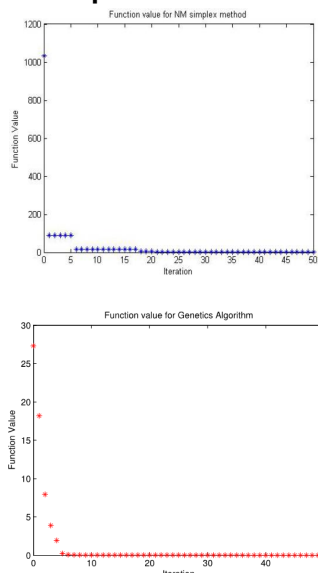 Function value for NM simplex method
Function Value
1200
1000
800
600
400
200
0
0 5 10 15 20 25 30 35 40 45 50
Iteration
Function value for Genetics Algorithm
Function Value
30
25
20
15
10
5
0
0 10 20 30 40